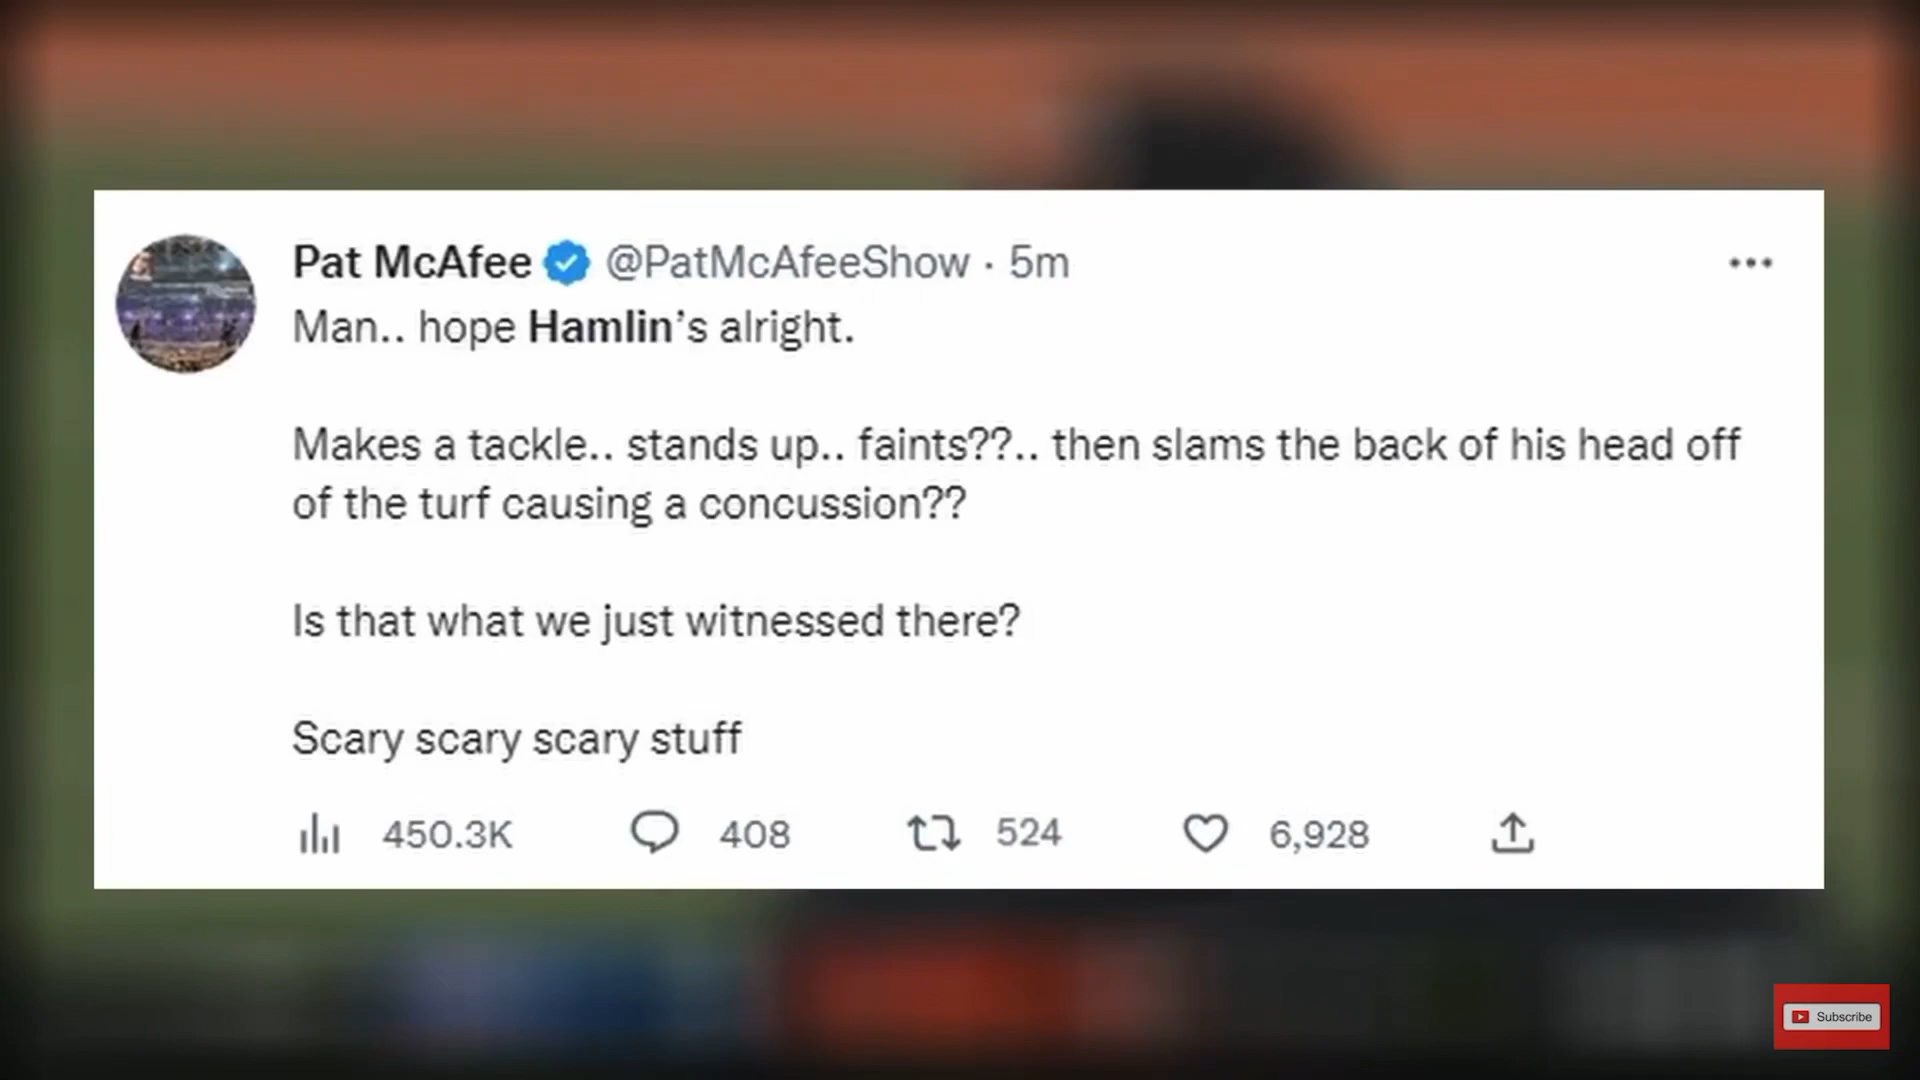 Pat McAfee @PatMcAfeeShow · 5m
Man.. hope Hamlin's alright.
Makes a tackle.. stands up.. faints??.. then slams the back of his head off
of the turf causing a concussion??
Is that what we just witnessed there?
Scary scary scary stuff
450.3K 408 524 6,928
Subscribe